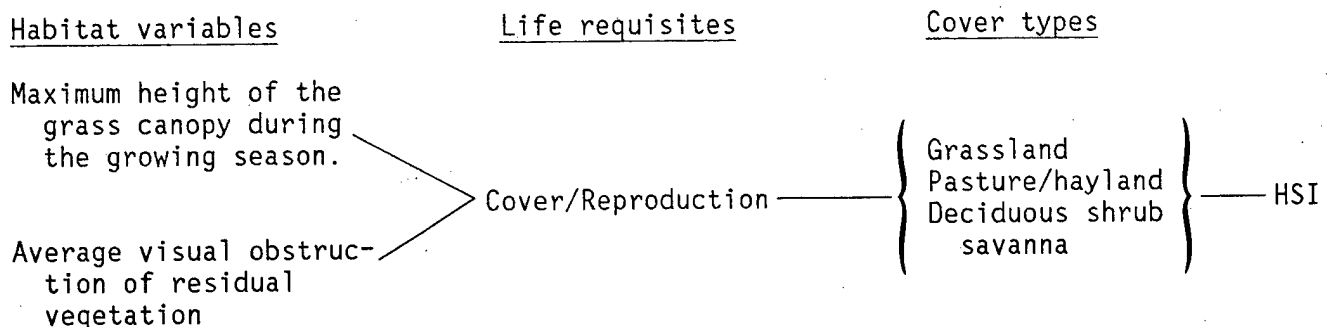 Habitat variables
Life requisites
Cover types
Maximum height of the
grass canopy during
the growing season.
Average visual obstruc-
tion of residual
vegetation
Cover/Reproduction
Grassland
Pasture/hayland
Deciduous shrub
savanna
HSI